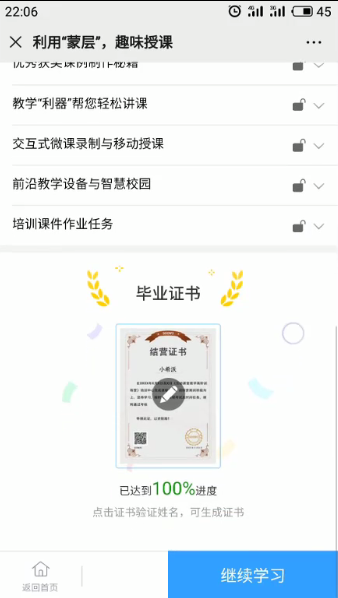 22:06
45
利用“蒙层”，趣味授课
优秀获奖课例制作秘籍
教学“利器”帮您轻松讲课
交互式微课录制与移动授课
前沿教学设备与智慧校园
培训课件作业任务
毕业证书
结营证书
小希沃
已达到100%进度
点击证书验证姓名，可生成证书
返回首页
继续学习